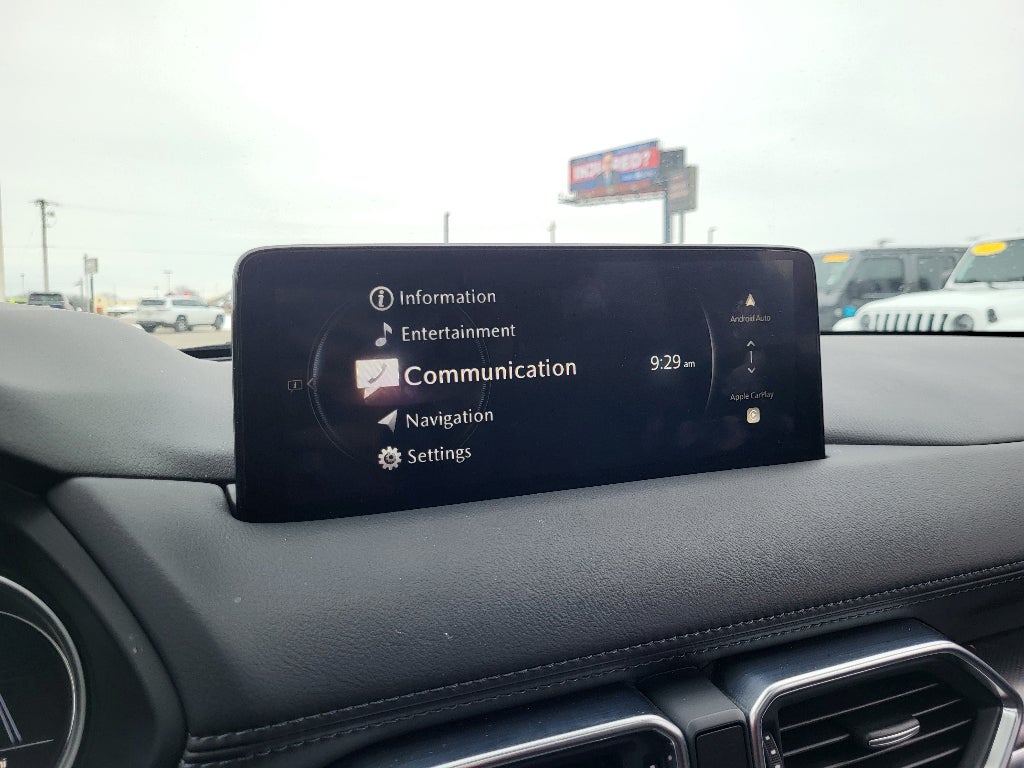 Information
Entertainment
Communication
Navigation
Settings
9:29 am
Android Auto
Apple CarPlay